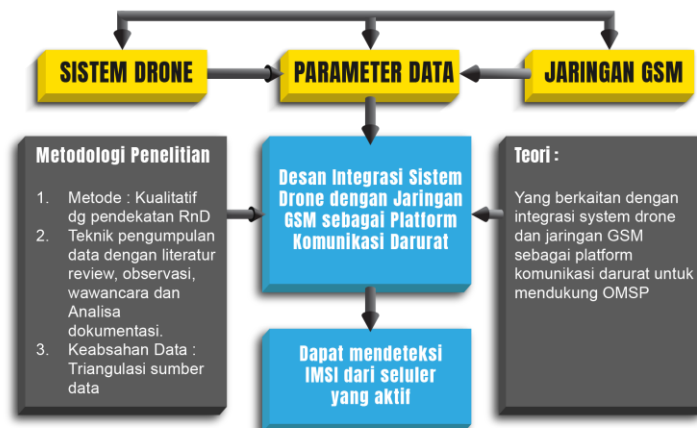 SISTEM DRONE
PARAMETER DATA
JARINGAN GSM
Metodologi Penelitian
1. Metode : Kualitatif
dg pendekatan RnD
2. Teknik pengumpulan
data dengan literatur
review, observasi,
wawancara dan
Analisa
dokumentasi.
3. Keabsahan Data :
Triangulasi sumber
data
Desan Integrasi Sistem
Drone dengan Jaringan
GSM sebagai Platform
Komunikasi Darurat
Dapat mendeteksi
IMSI dari seluler
yang aktif
Teori :
Yang berkaitan dengan
integrasi system drone
dan jaringan GSM
sebagai platform
komunikasi darurat untuk
mendukung OMSP